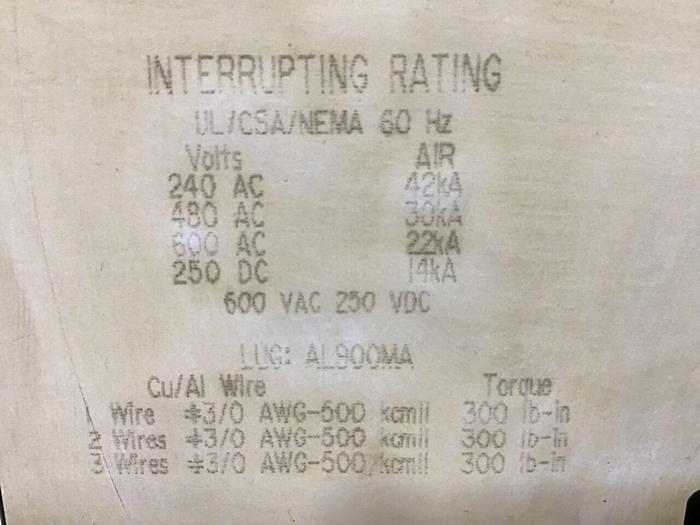 INTERRUPTING RATING
UL/CSA/NEMA 60 Hz
Volts AIR
240 AC 42kA
480 AC 30kA
600 AC 22kA
250 DC 14kA
600 VAC 250 VDC
LUG: AL900MA
Cu/Al Wire Torque
1 Wire #3/0 AWG-500 kcmil 300 lb-in
2 Wires #3/0 AWG-500 kcmil 300 lb-in
3 Wires #3/0 AWG-500 kcmil 300 lb-in